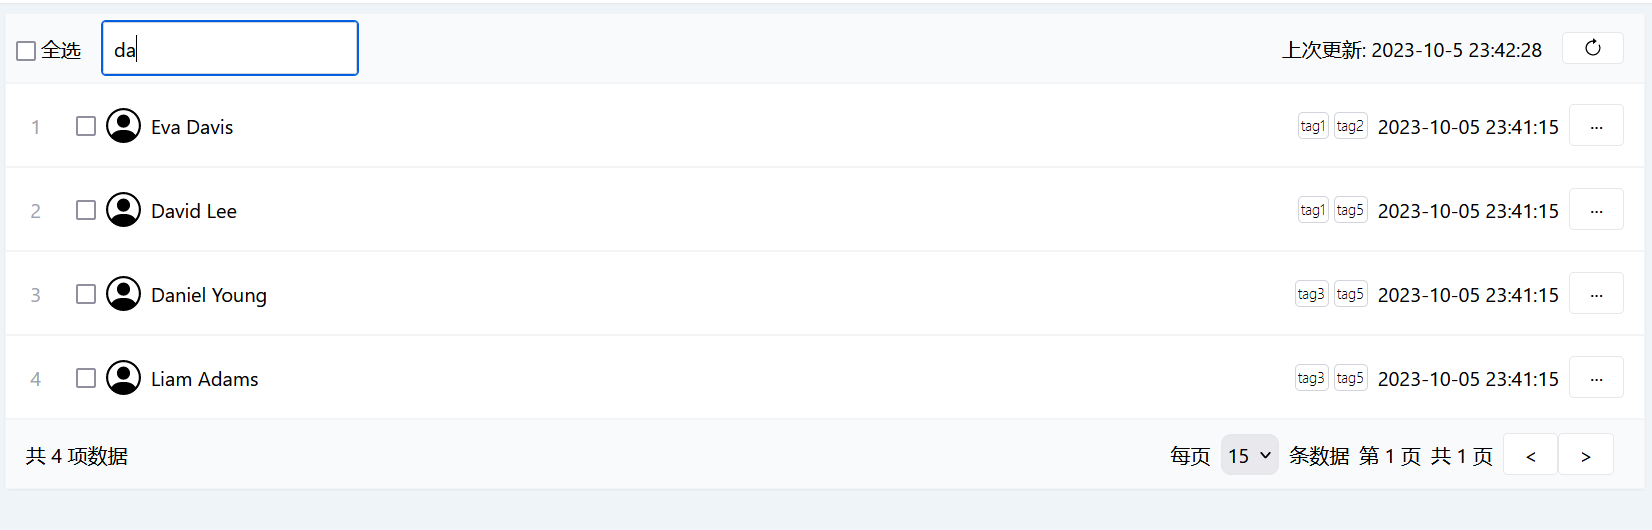 全选 da 上次更新: 2023-10-5 23:42:28
1 Eva Davis tag1 tag2 2023-10-05 23:41:15 ...
2 David Lee tag1 tag5 2023-10-05 23:41:15 ...
3 Daniel Young tag3 tag5 2023-10-05 23:41:15 ...
4 Liam Adams tag3 tag5 2023-10-05 23:41:15 ...
共 4 项数据 每页 15 条数据 第 1 页 共 1 页 < >